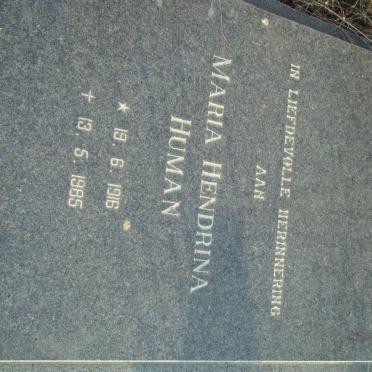 IN LIEFDEVOLLE HERINNERING
AAN
MARIA HENDRINA
HUMAN
★ 19. 6. 1916
✝ 13. 5. 1985